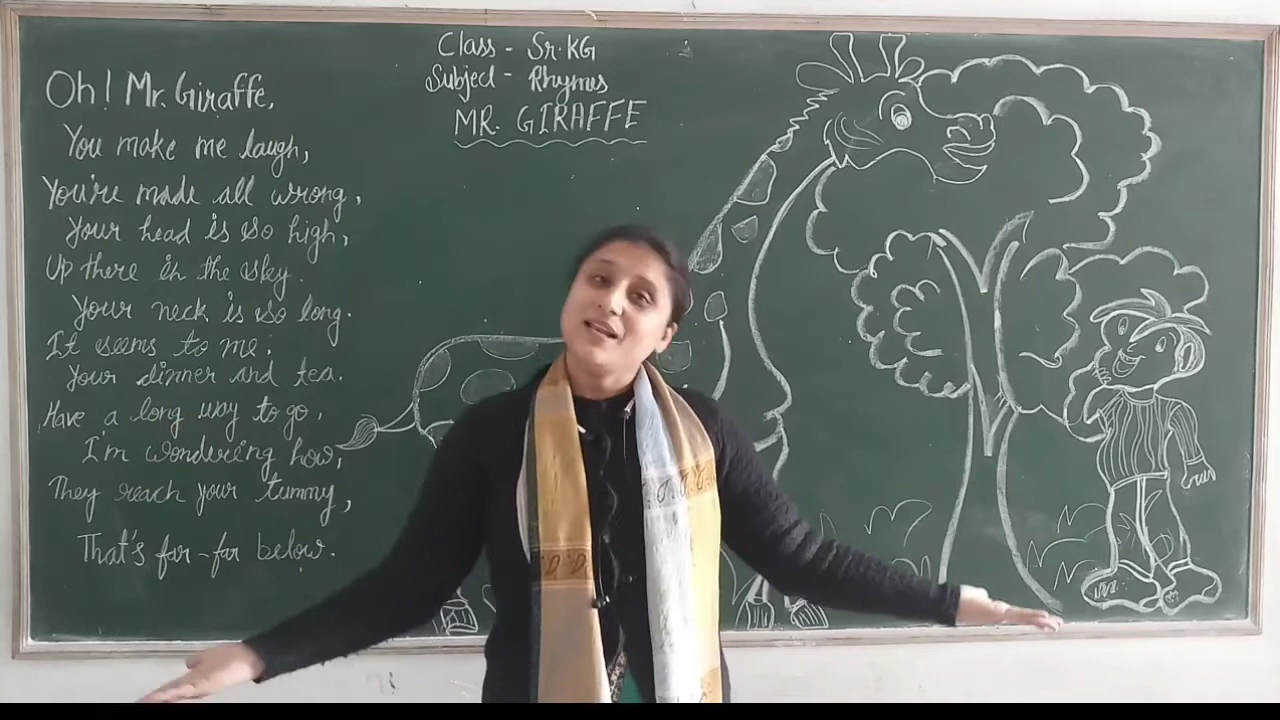 Class - Sr. KG
Subject - Rhymes
MR. GIRAFFE
Oh! Mr. Giraffe,
You make me laugh,
You're made all wrong,
Your head is so high,
Up there in the sky.
Your neck is so long.
It seems to me.
Your dinner and tea.
Have a long way to go.
I'm wondering how,
They reach your tummy,
That's far-far below.